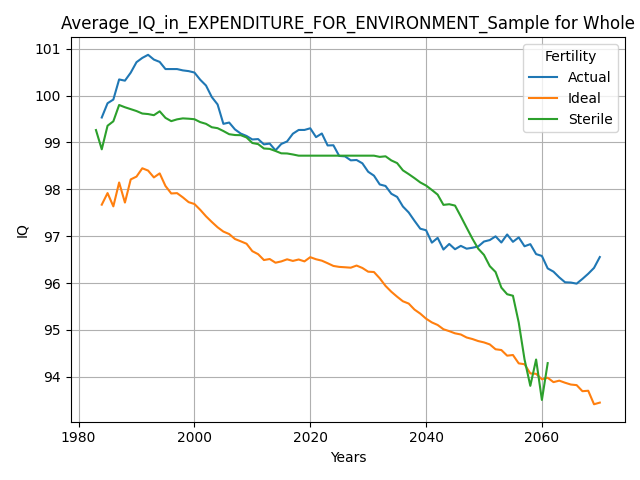 Average_IQ_in_EXPENDITURE_FOR_ENVIRONMENT_Sample for Whole
Fertility
Actual
Ideal
Sterile
IQ
101
100
99
98
97
96
95
94
1980 2000 2020 2040 2060
Years